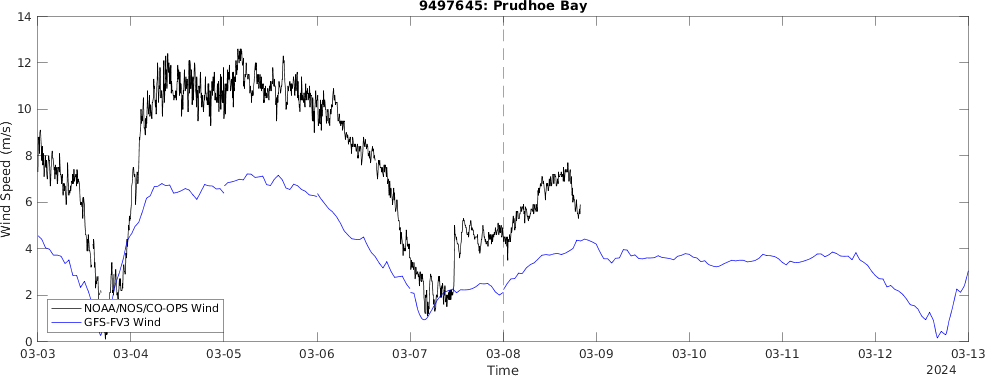 9497645: Prudhoe Bay
14
12
10
8
6
4
2
0
Wind Speed (m/s)
NOAA/NOS/CO-OPS Wind
GFS-FV3 Wind
03-03 03-04 03-05 03-06 03-07 03-08 03-09 03-10 03-11 03-12 03-13
Time
2024